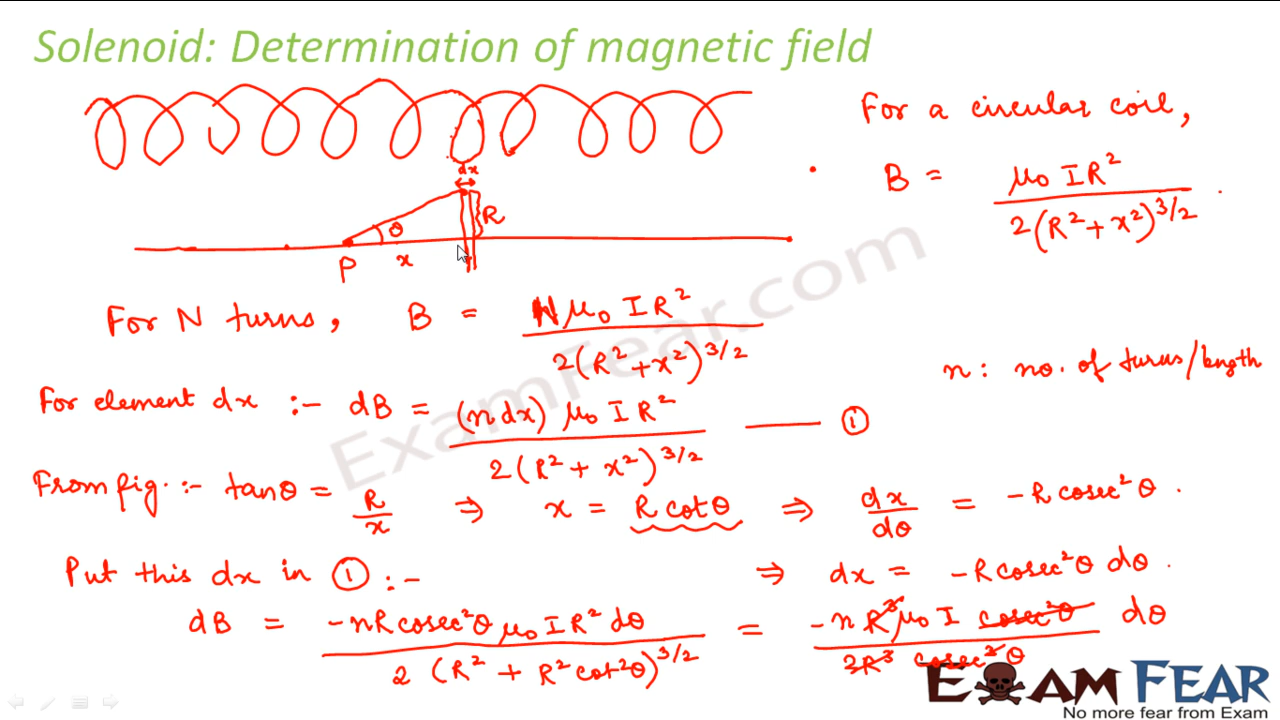 Solenoid: Determination of magnetic field
For a circular coil,
B = μ₀ I R² / 2(R² + x²)^3/2
dx
R
θ
P
x
For N turns, B = N μ₀ I R² / 2(R² + x²)^3/2
n: no. of turns/length
For element dx :- dB = (n dx) μ₀ I R² / 2(R² + x²)^3/2 —— ①
From fig. :- tanθ = R/x ⇒ x = R cotθ ⇒ dx/dθ = -R cosec²θ.
Put this dx in ① :- ⇒ dx = -R cosec²θ dθ.
dB = -nR cosec²θ μ₀ I R² dθ / 2 (R² + R² cot²θ)^3/2 = -n R³ μ₀ I cosec²θ / 2R³ cosec²θ dθ
ExamFear.com
EXAM FEAR
No more fear from Exam